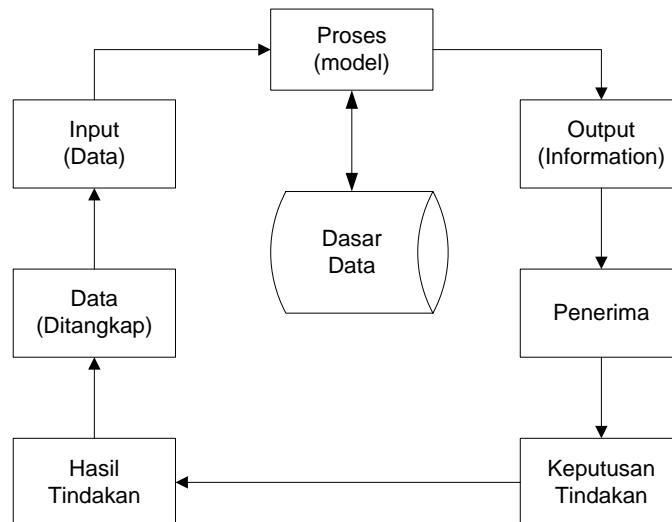 Proses
(model)
Input
(Data)
Output
(Information)
Dasar
Data
Data
(Ditangkap)
Penerima
Hasil
Tindakan
Keputusan
Tindakan